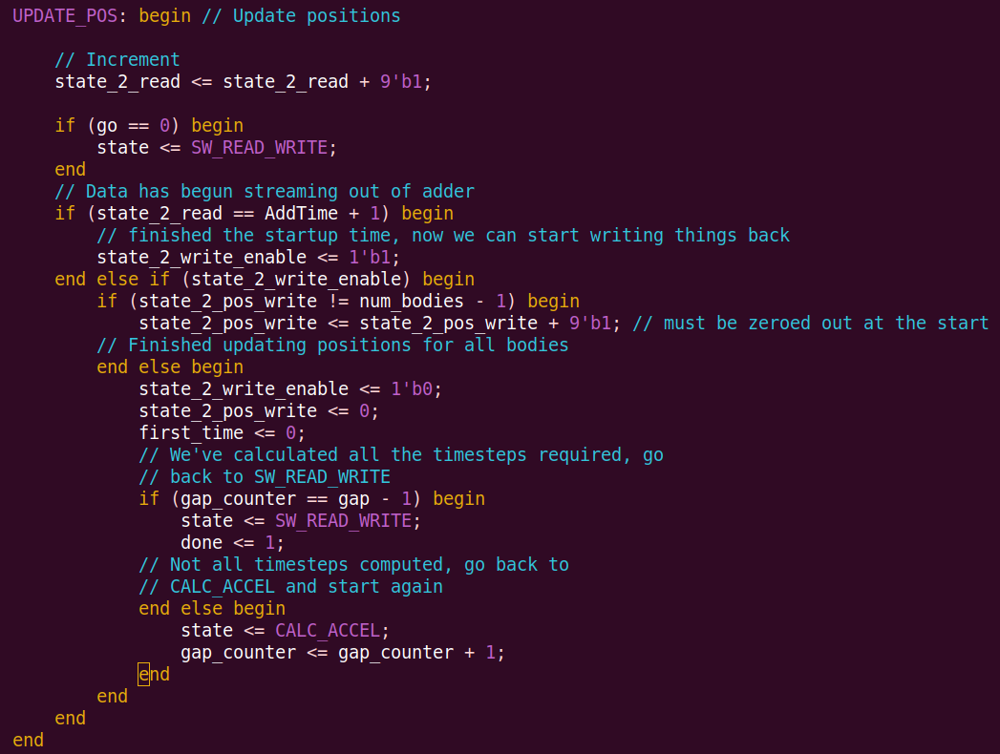 UPDATE_POS: begin // Update positions

    // Increment
    state_2_read <= state_2_read + 9'b1;

    if (go == 0) begin
        state <= SW_READ_WRITE;
    end
    // Data has begun streaming out of adder
    if (state_2_read == AddTime + 1) begin
        // finished the startup time, now we can start writing things back
        state_2_write_enable <= 1'b1;
    end else if (state_2_write_enable) begin
        if (state_2_pos_write != num_bodies - 1) begin
            state_2_pos_write <= state_2_pos_write + 9'b1; // must be zeroed out at the start
        // Finished updating positions for all bodies
        end else begin
            state_2_write_enable <= 1'b0;
            state_2_pos_write <= 0;
            first_time <= 0;
            // We've calculated all the timesteps required, go
            // back to SW_READ_WRITE
            if (gap_counter == gap - 1) begin
                state <= SW_READ_WRITE;
                done <= 1;
            // Not all timesteps computed, go back to
            // CALC_ACCEL and start again
            end else begin
                state <= CALC_ACCEL;
                gap_counter <= gap_counter + 1;
            end
        end
    end
end